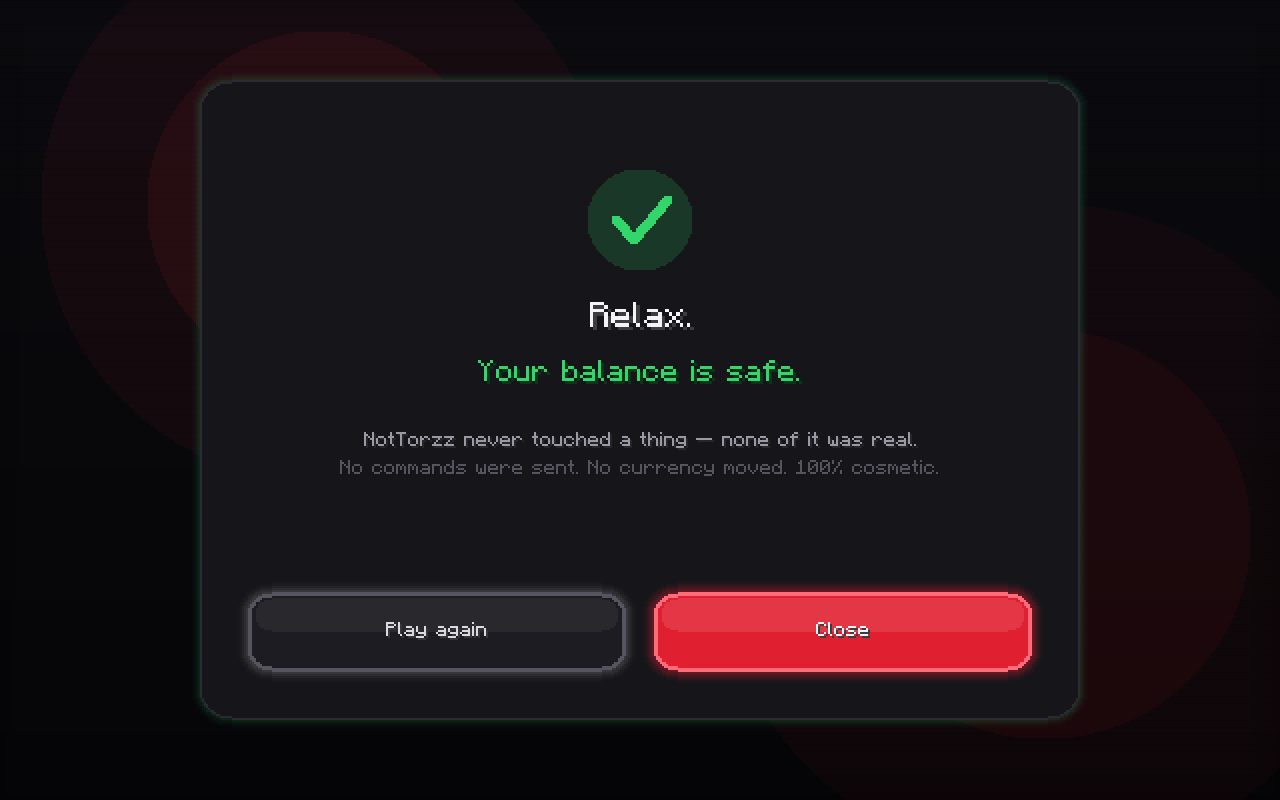 Relax.
Your balance is safe.
NotTorzz never touched a thing — none of it was real.
No commands were sent. No currency moved. 100% cosmetic.
Play again
Close